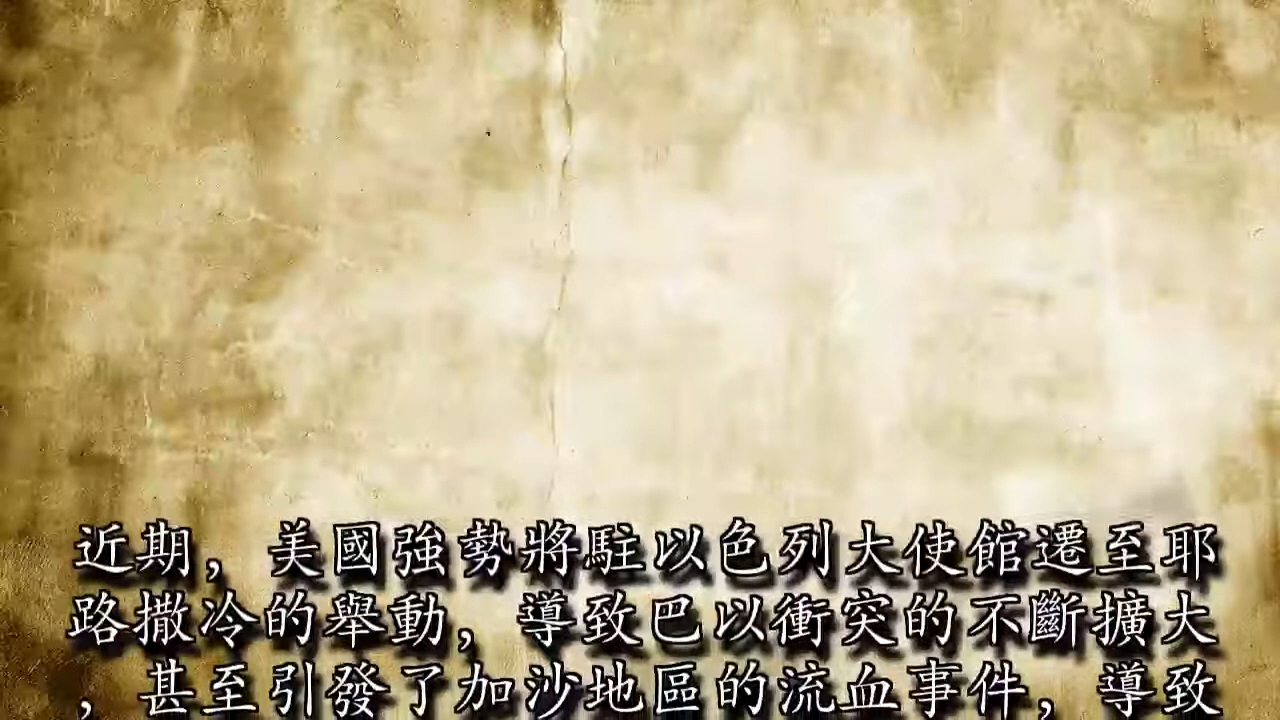 近期，美國強勢將駐以色列大使館遷至耶
路撒冷的舉動，導致巴以衝突的不斷擴大
，甚至引發了加沙地區的流血事件，導致